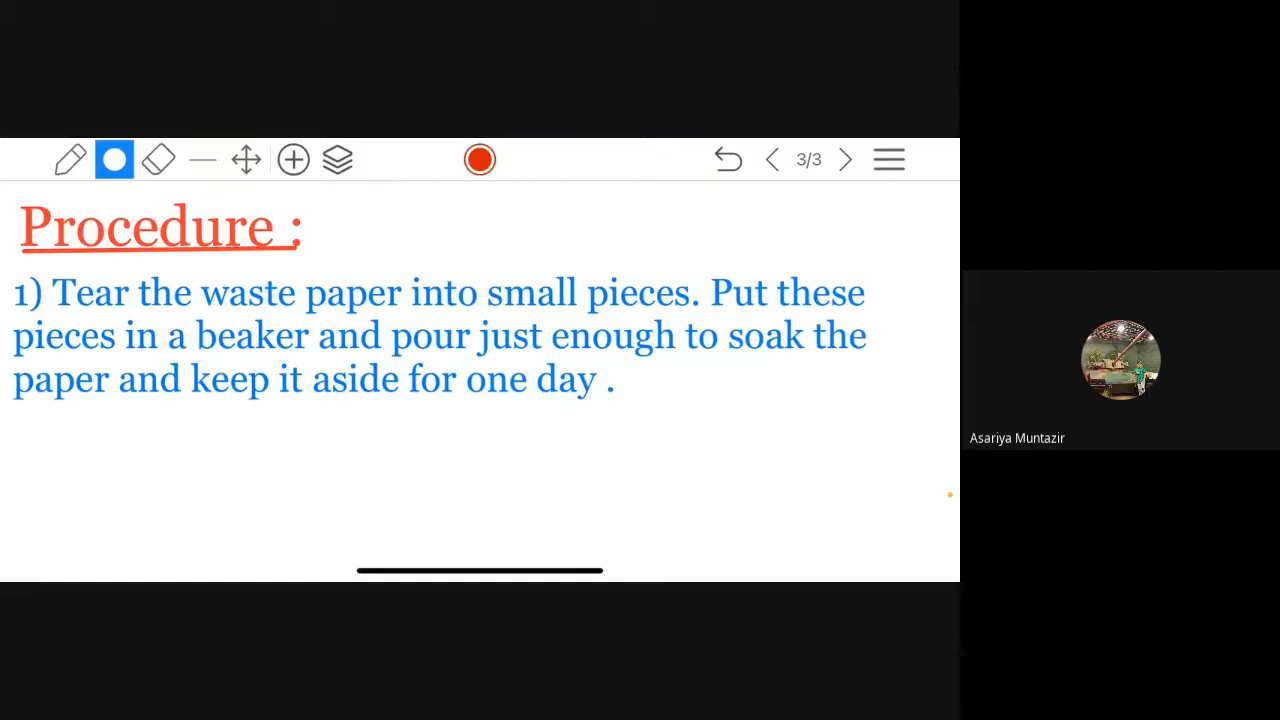 3/3
Procedure :
1) Tear the waste paper into small pieces. Put these
pieces in a beaker and pour just enough to soak the
paper and keep it aside for one day .
Asariya Muntazir